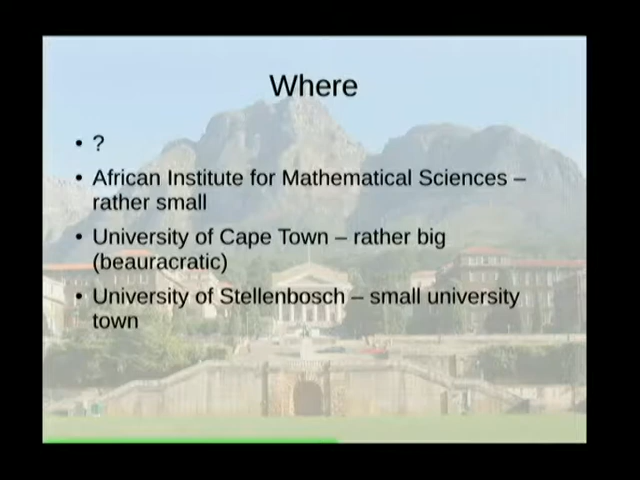 Where
• ?
• African Institute for Mathematical Sciences –
rather small
• University of Cape Town – rather big
(beauracratic)
• University of Stellenbosch – small university
town